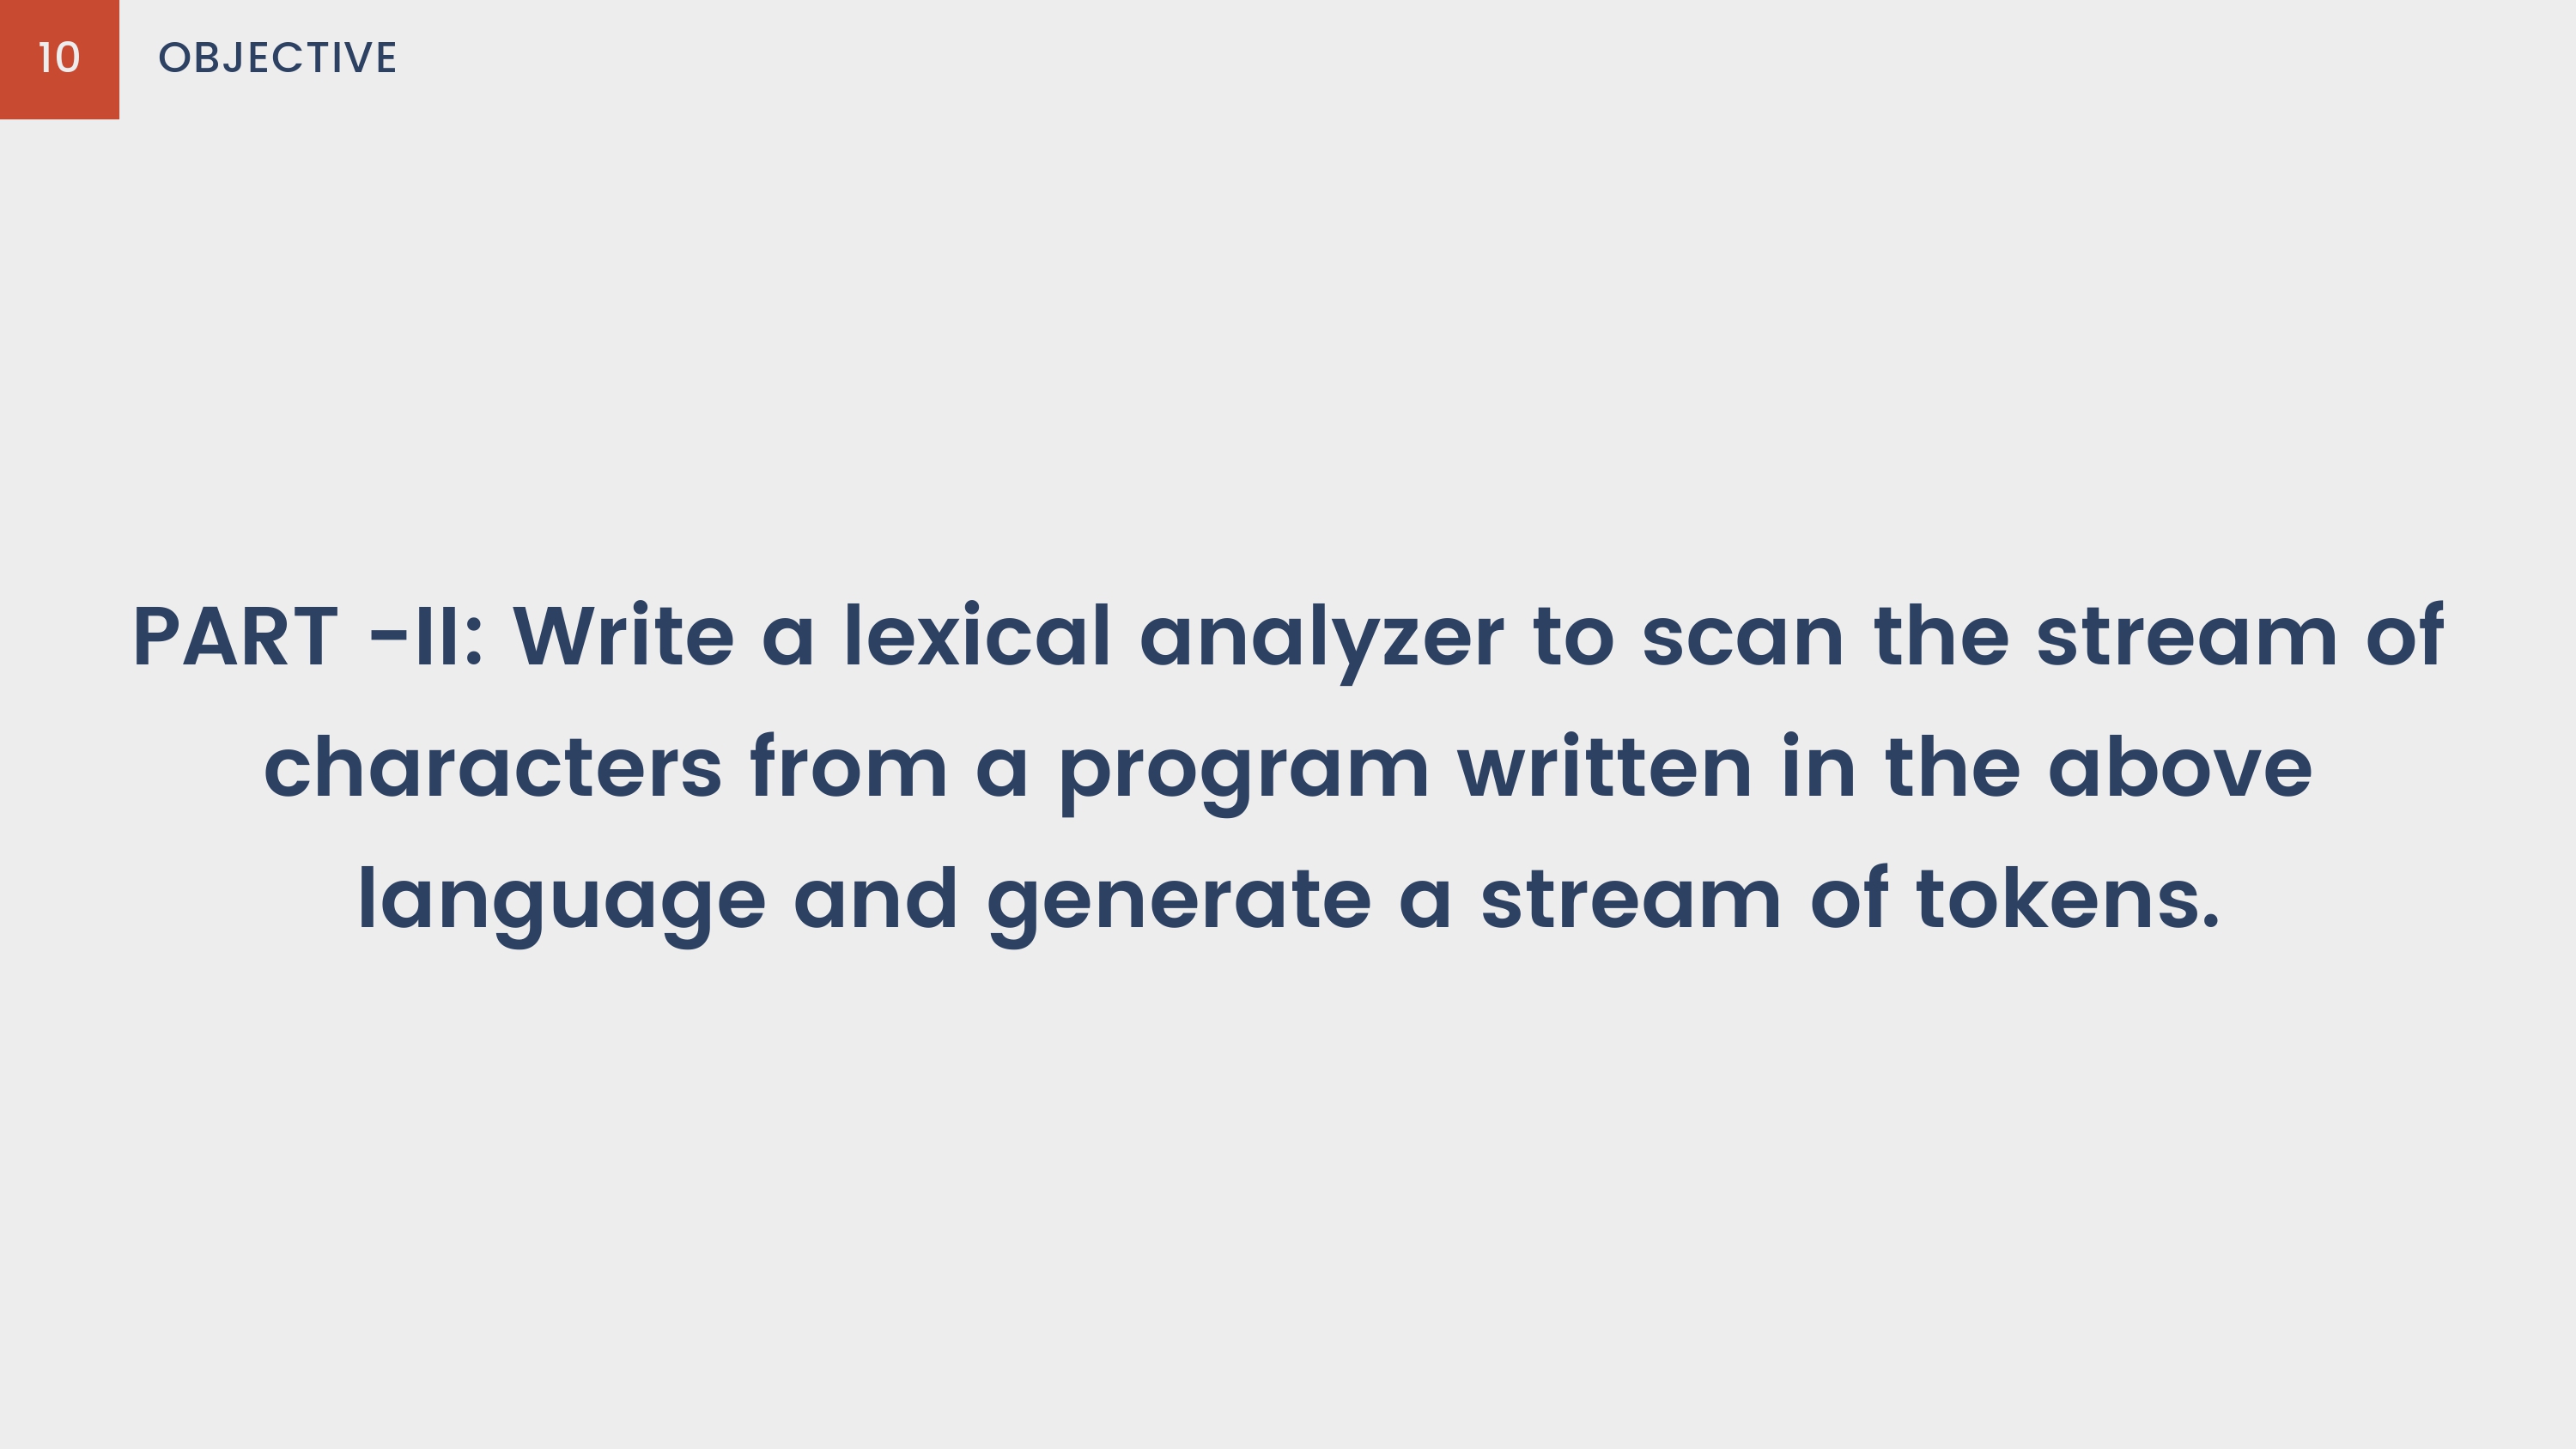 10
OBJECTIVE
PART -II: Write a lexical analyzer to scan the stream of
characters from a program written in the above
language and generate a stream of tokens.